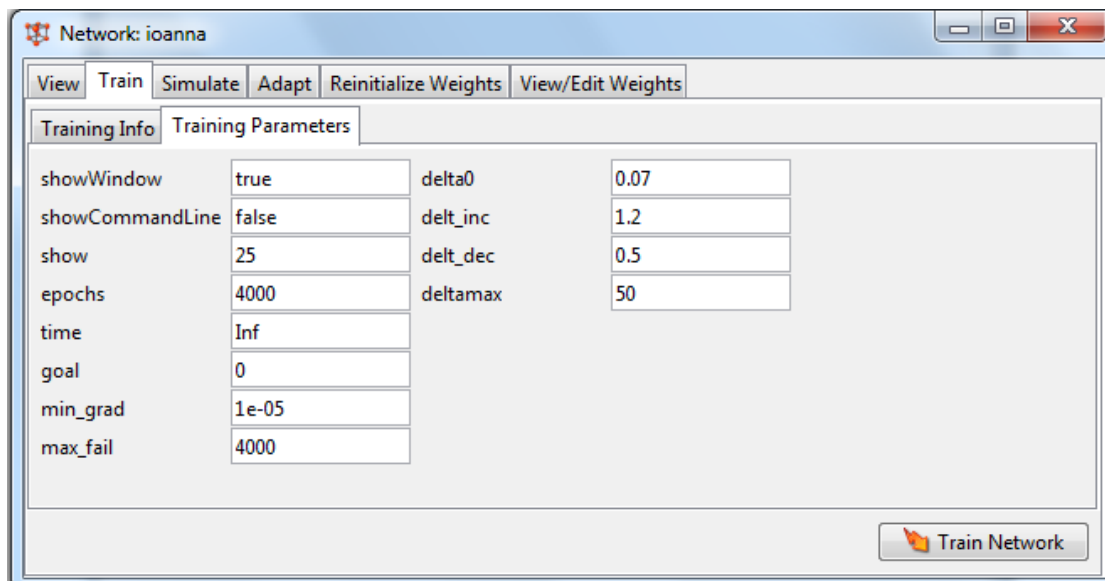 Network: ioanna
View Train Simulate Adapt Reinitialize Weights View/Edit Weights
Training Info Training Parameters
showWindow true delta0 0.07
showCommandLine false delt_inc 1.2
show 25 delt_dec 0.5
epochs 4000 deltamax 50
time Inf
goal 0
min_grad 1e-05
max_fail 4000
Train Network